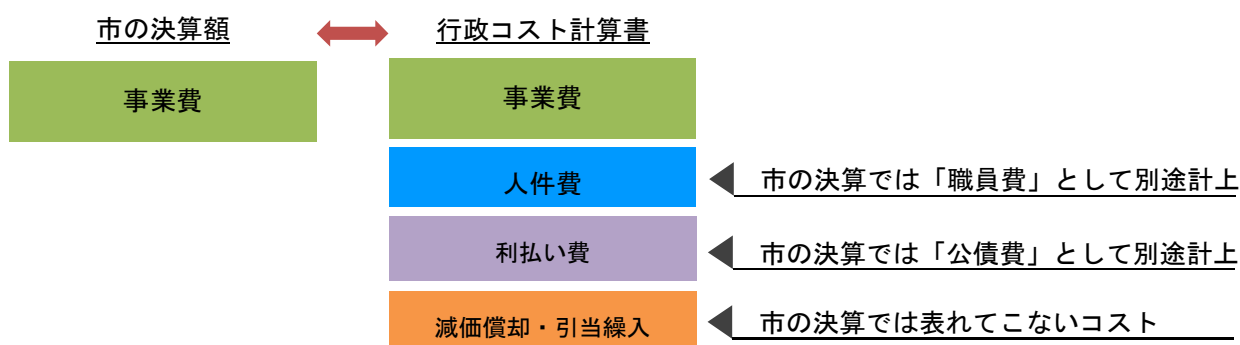 市の決算額
行政コスト計算書
事業費
事業費
人件費
市の決算では「職員費」として別途計上
利払い費
市の決算では「公債費」として別途計上
減価償却・引当繰入
市の決算では表れてこないコスト